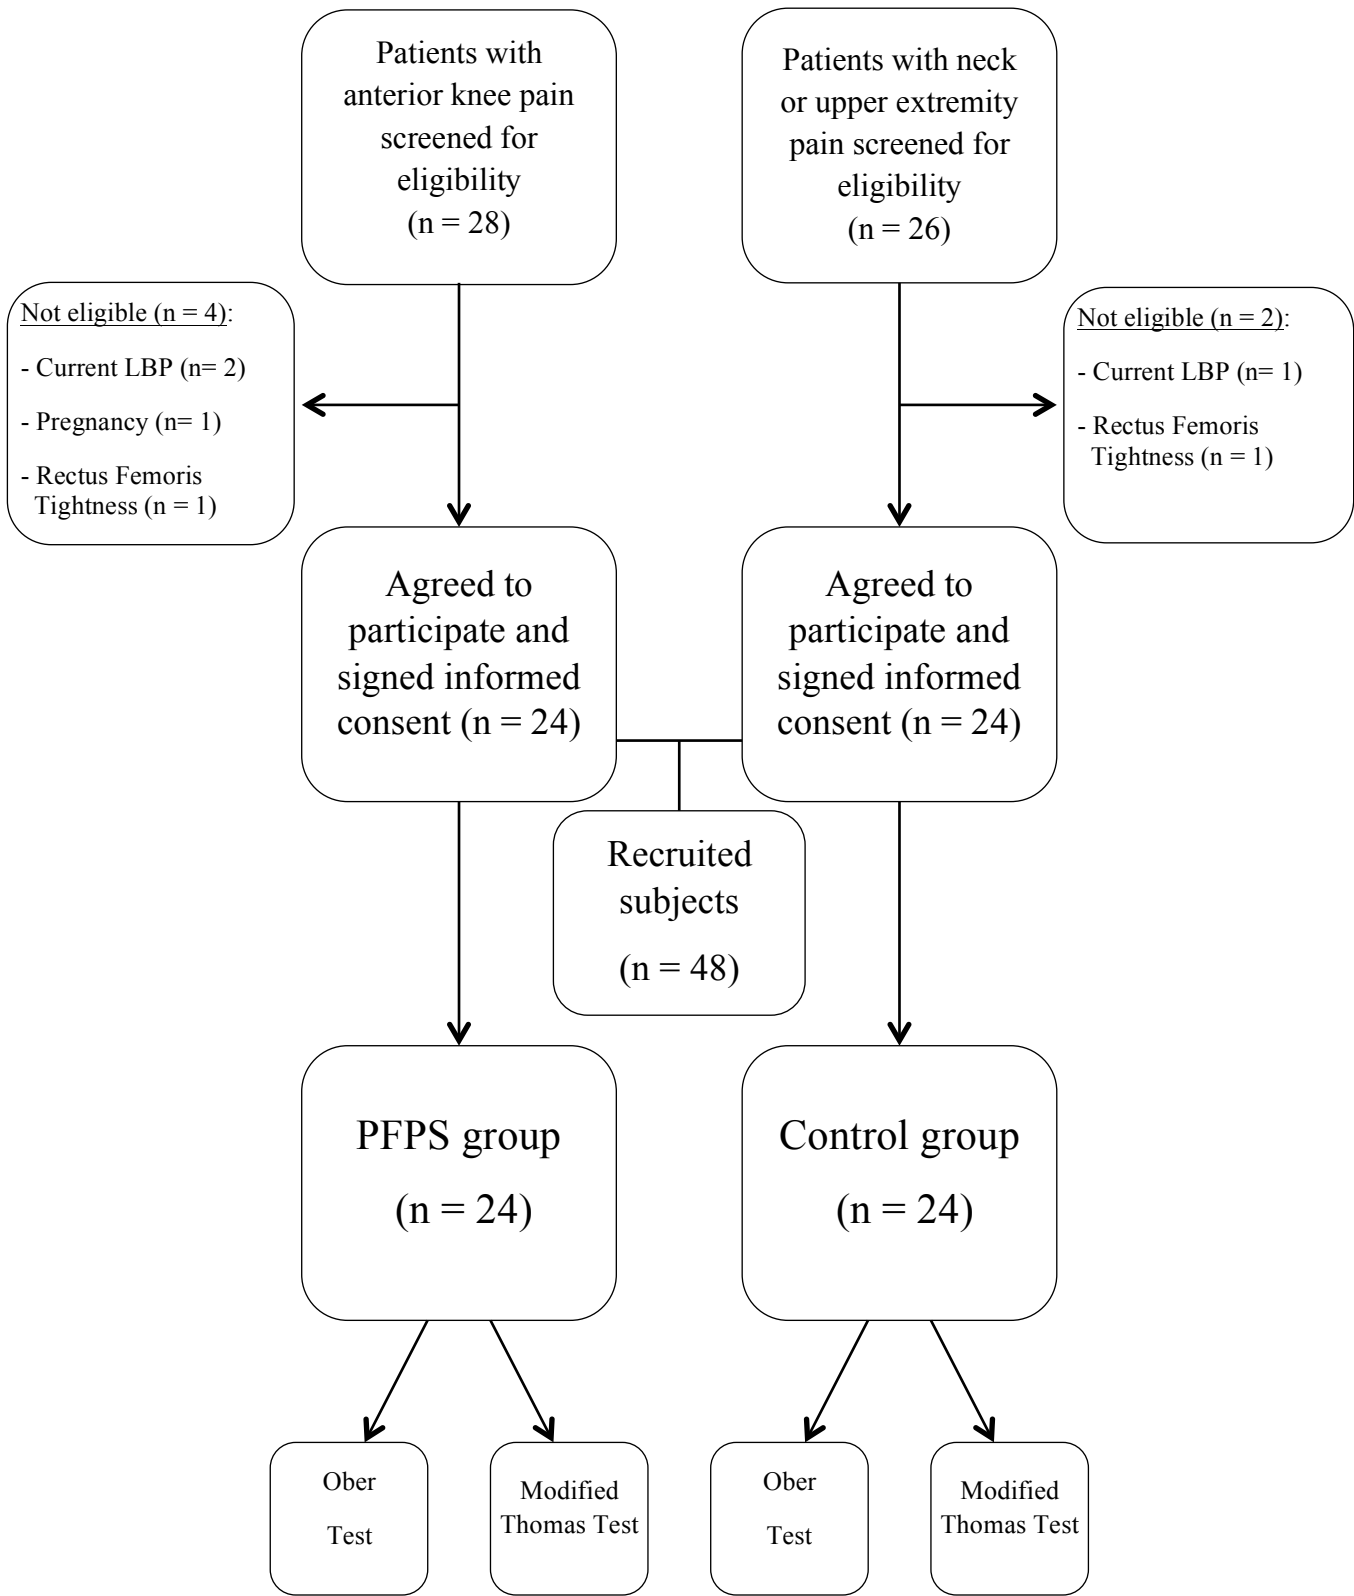 Patients with
anterior knee pain
screened for
eligibility
(n = 28)
Patients with neck
or upper extremity
pain screened for
eligibility
(n = 26)
Not eligible (n = 4):
- Current LBP (n= 2)
- Pregnancy (n= 1)
- Rectus Femoris
Tightness (n = 1)
Not eligible (n = 2):
- Current LBP (n= 1)
- Rectus Femoris
Tightness (n = 1)
Agreed to
participate and
signed informed
consent (n = 24)
Agreed to
participate and
signed informed
consent (n = 24)
Recruited
subjects
(n = 48)
PFPS group
(n = 24)
Control group
(n = 24)
Ober
Test
Modified
Thomas Test
Ober
Test
Modified
Thomas Test